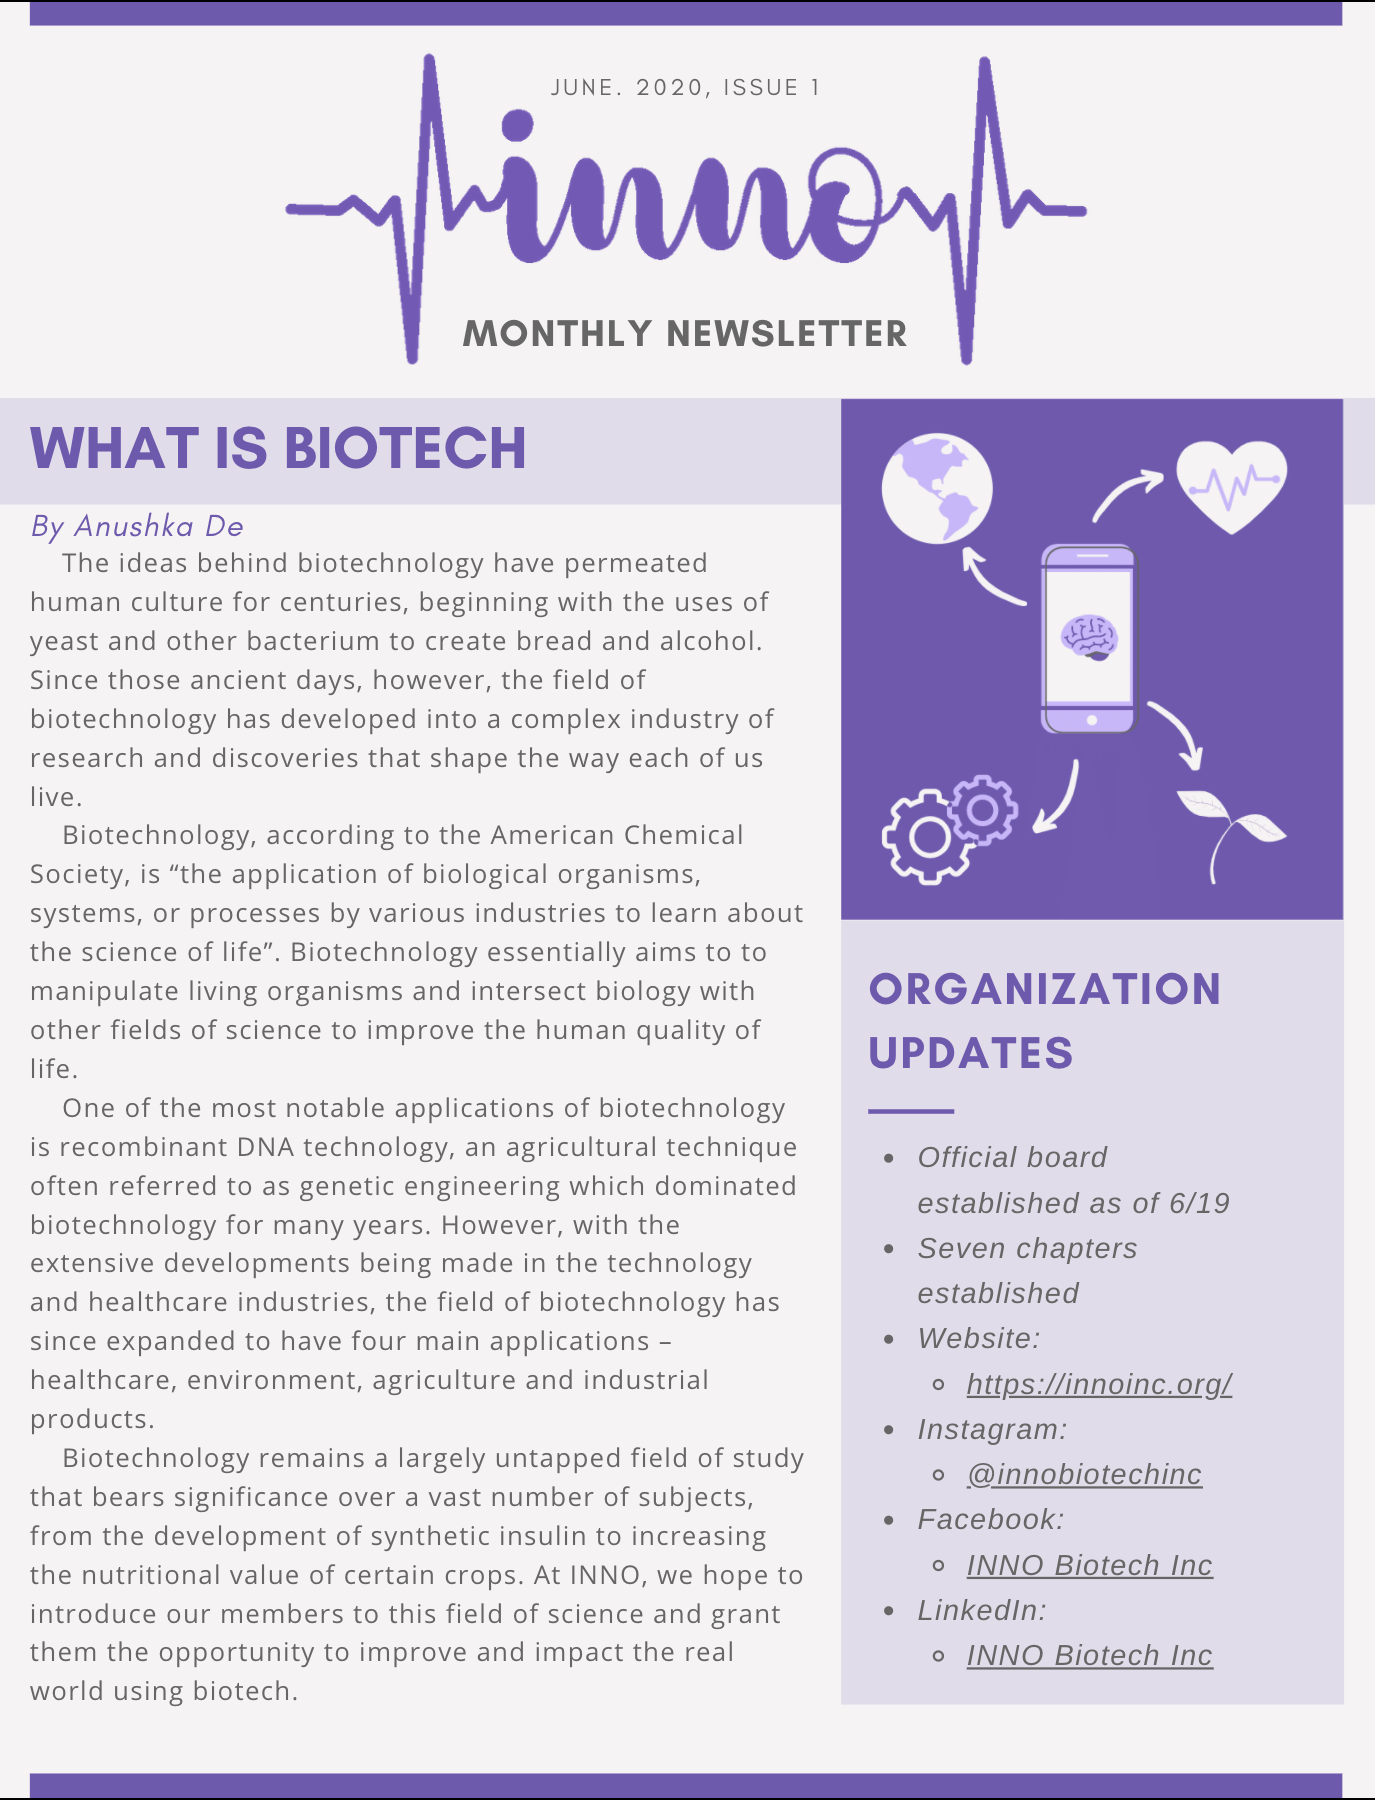 JUNE. 2020, ISSUE 1
inno
MONTHLY NEWSLETTER
WHAT IS BIOTECH
By Anushka De
The ideas behind biotechnology have permeated
human culture for centuries, beginning with the uses of
yeast and other bacterium to create bread and alcohol.
Since those ancient days, however, the field of
biotechnology has developed into a complex industry of
research and discoveries that shape the way each of us
live.
Biotechnology, according to the American Chemical
Society, is “the application of biological organisms,
systems, or processes by various industries to learn about
the science of life”. Biotechnology essentially aims to to
manipulate living organisms and intersect biology with
other fields of science to improve the human quality of
life.
One of the most notable applications of biotechnology
is recombinant DNA technology, an agricultural technique
often referred to as genetic engineering which dominated
biotechnology for many years. However, with the
extensive developments being made in the technology
and healthcare industries, the field of biotechnology has
since expanded to have four main applications –
healthcare, environment, agriculture and industrial
products.
Biotechnology remains a largely untapped field of study
that bears significance over a vast number of subjects,
from the development of synthetic insulin to increasing
the nutritional value of certain crops. At INNO, we hope to
introduce our members to this field of science and grant
them the opportunity to improve and impact the real
world using biotech.
ORGANIZATION
UPDATES
• Official board
established as of 6/19
• Seven chapters
established
• Website:
◦ https://innoinc.org/
• Instagram:
◦ @innobiotechinc
• Facebook:
◦ INNO Biotech Inc
• LinkedIn:
◦ INNO Biotech Inc